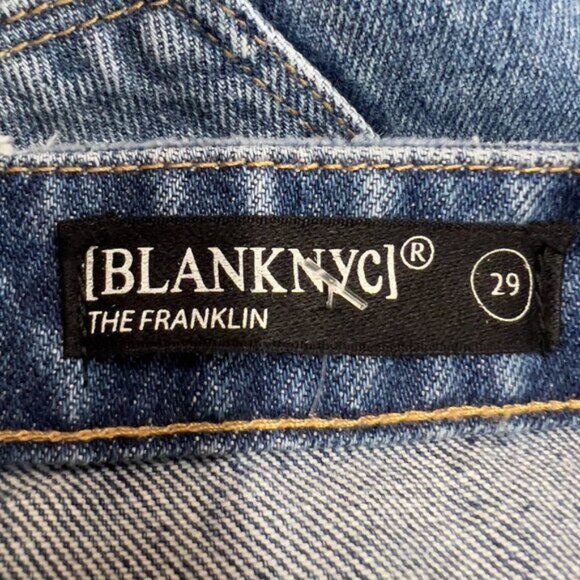 [BLANKNYC]®
THE FRANKLIN
29